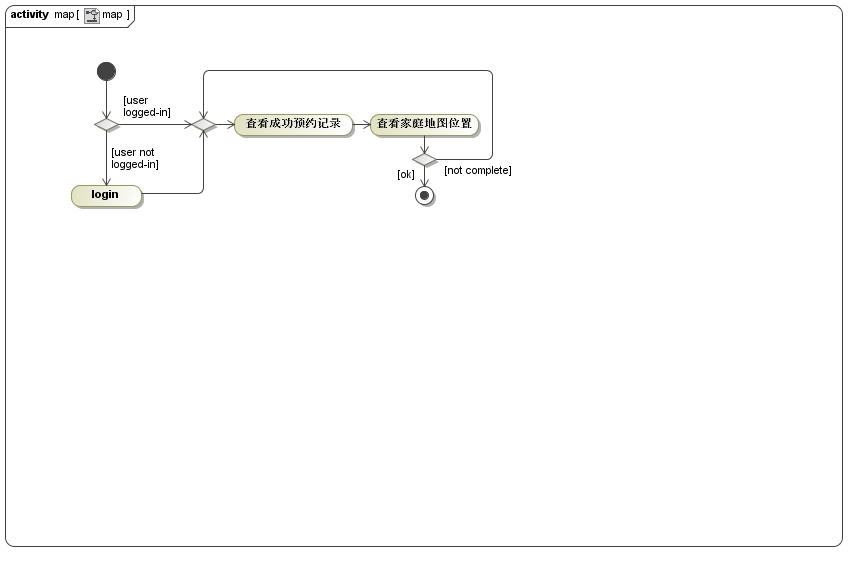 activity map [ map ]
[user
logged-in]
查看成功预约记录
查看家庭地图位置
[user not
logged-in]
[ok]
[not complete]
login